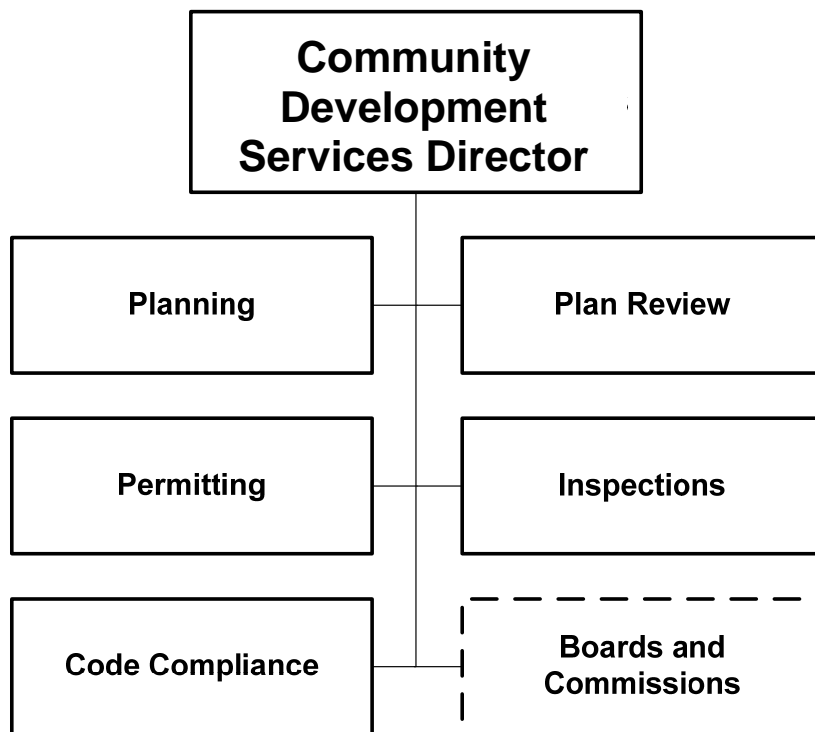 Community
Development
Services Director
Planning
Plan Review
Permitting
Inspections
Code Compliance
Boards and
Commissions